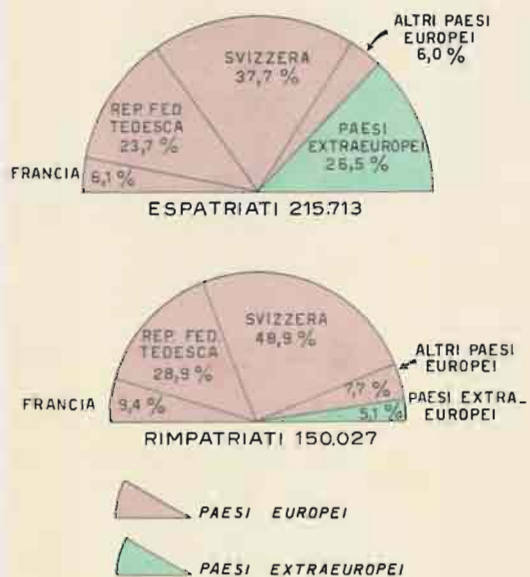 ALTRI PAESI
EUROPEI
6,0 %
SVIZZERA
37,7 %
REP. FED.
TEDESCA
23,7 %
PAESI
EXTRAEUROPEI
26,5 %
FRANCIA
6,1 %
ESPATRIATI 215.713
SVIZZERA
48,9 %
REP. FED.
TEDESCA
28,9 %
ALTRI PAESI
EUROPEI
7,7 %
FRANCIA
9,4 %
PAESI EXTRA_
EUROPEI
5,1 %
RIMPATRIATI 150.027
PAESI EUROPEI
PAESI EXTRAEUROPEI